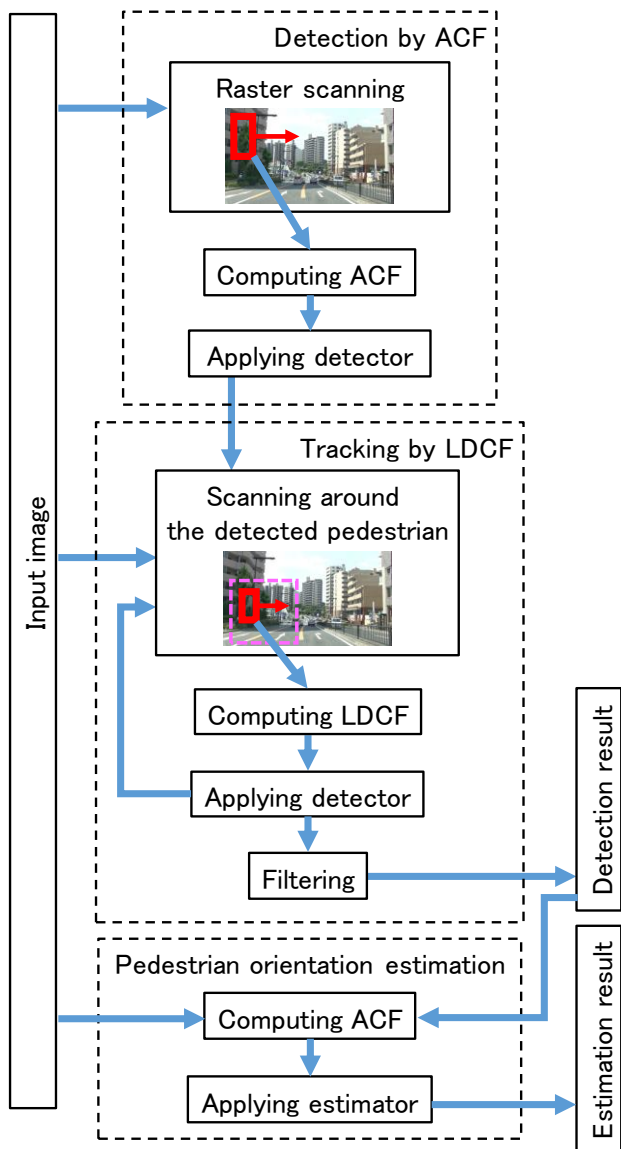 Input image
Detection by ACF
Raster scanning
Computing ACF
Applying detector
Tracking by LDCF
Scanning around
the detected pedestrian
Computing LDCF
Applying detector
Filtering
Detection result
Pedestrian orientation estimation
Computing ACF
Applying estimator
Estimation result